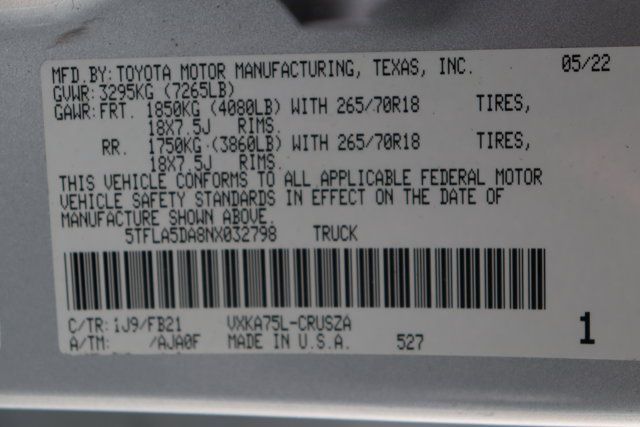 MFD.BY:TOYOTA MOTOR MANUFACTURING, TEXAS, INC. 05/22
GVWR:3295KG (7265LB)
GAWR:FRT. 1850KG (4080LB) WITH 265/70R18 TIRES,
18X7.5J RIMS.
RR. 1750KG (3860LB) WITH 265/70R18 TIRES,
18X7.5J RIMS.
THIS VEHICLE CONFORMS TO ALL APPLICABLE FEDERAL MOTOR
VEHICLE SAFETY STANDARDS IN EFFECT ON THE DATE OF
MANUFACTURE SHOWN ABOVE.
5TFLA5DA8NX032798 TRUCK
C/TR:1J9/FB21 VXKA75L-CRUSZA
A/TM: /AJA0F MADE IN U.S.A. 527 1